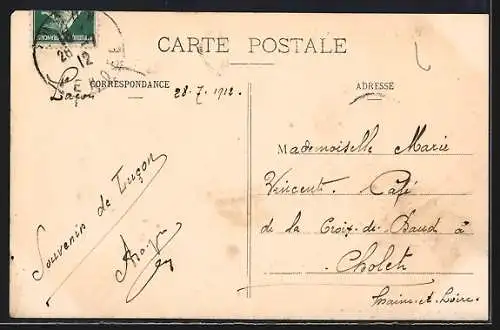 CARTE POSTALE
CORRESPONDANCE
ADRESSE
28-7-1912.
Luçon
Souvenir de Luçon
Mademoiselle Marie
Vincent. Café
de la Croix-de-Baud à
Cholet
Maine-et-Loire.